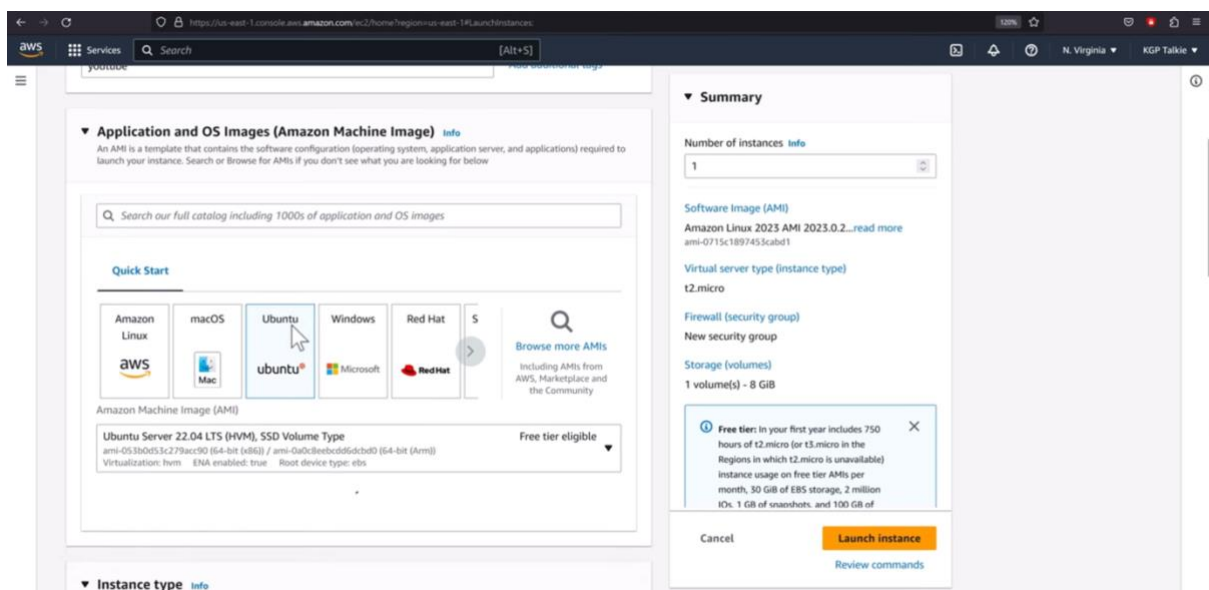 https://us-east-1.console.aws.amazon.com/ec2/home?region=us-east-1#LaunchInstances:
120%
aws
Services
Search
[Alt+S]
N. Virginia
KGP Talkie
youtube
Add additional tags
Application and OS Images (Amazon Machine Image) Info
An AMI is a template that contains the software configuration (operating system, application server, and applications) required to
launch your instance. Search or Browse for AMIs if you don't see what you are looking for below
Search our full catalog including 1000s of application and OS images
Quick Start
Amazon
Linux
aws
macOS
Mac
Ubuntu
ubuntu
Windows
Microsoft
Red Hat
Red Hat
S
Browse more AMIs
Including AMIs from
AWS, Marketplace and
the Community
Amazon Machine Image (AMI)
Ubuntu Server 22.04 LTS (HVM), SSD Volume Type
Free tier eligible
ami-053b0d53c279acc90 (64-bit (x86)) / ami-0a0c8eebcdd6dcbd0 (64-bit (Arm))
Virtualization: hvm ENA enabled: true Root device type: ebs
Instance type Info
Summary
Number of instances Info
1
Software Image (AMI)
Amazon Linux 2023 AMI 2023.0.2...read more
ami-0715c1897453cabd1
Virtual server type (instance type)
t2.micro
Firewall (security group)
New security group
Storage (volumes)
1 volume(s) - 8 GiB
Free tier: In your first year includes 750
hours of t2.micro (or t3.micro in the
Regions in which t2.micro is unavailable)
instance usage on free tier AMIs per
month, 30 GiB of EBS storage, 2 million
IOs, 1 GB of snapshots, and 100 GB of
Cancel
Launch instance
Review commands